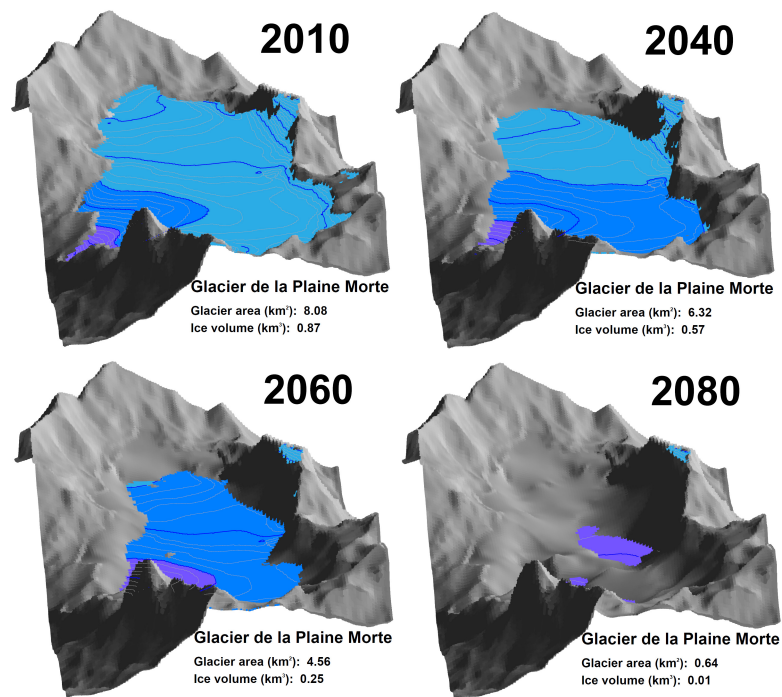 2010
Glacier de la Plaine Morte
Glacier area (km²): 8.08
Ice volume (km³): 0.87
2040
Glacier de la Plaine Morte
Glacier area (km²): 6.32
Ice volume (km³): 0.57
2060
Glacier de la Plaine Morte
Glacier area (km²): 4.56
Ice volume (km³): 0.25
2080
Glacier de la Plaine Morte
Glacier area (km²): 0.64
Ice volume (km³): 0.01